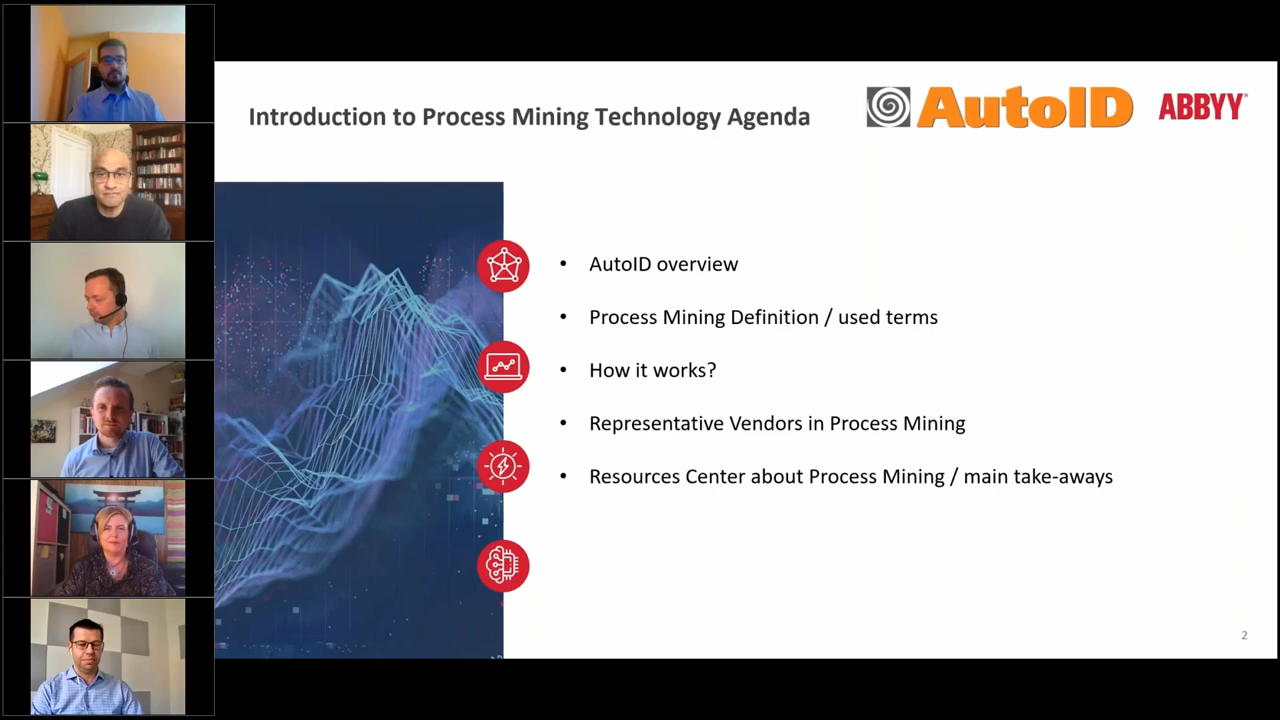 Introduction to Process Mining Technology Agenda
AutoID
ABBYY
• AutoID overview
• Process Mining Definition / used terms
• How it works?
• Representative Vendors in Process Mining
• Resources Center about Process Mining / main take-aways
2